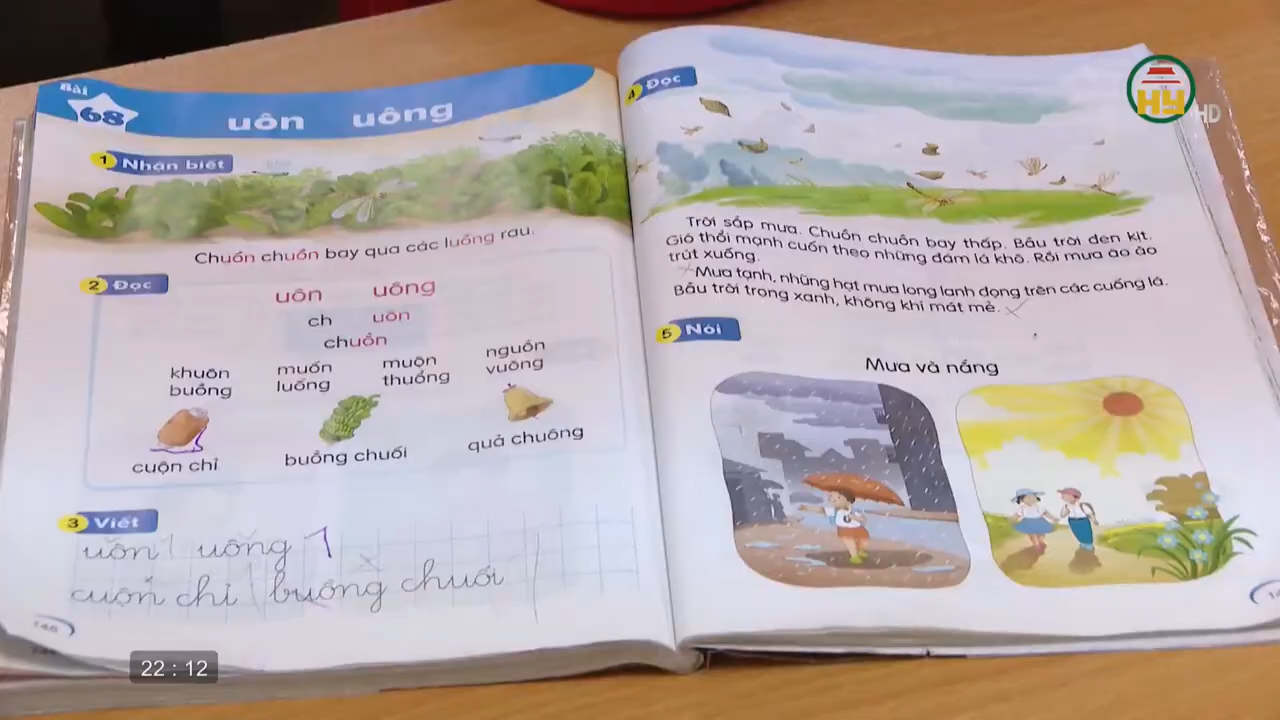 Bài
68
uôn uông
1 Nhận biết
Chuồn chuồn bay qua các luống rau.
2 Đọc
uôn uông
ch uôn
chuồn
khuôn muốn muộn nguồn
buồng luống thuổng vuông
cuộn chỉ buồng chuối quả chuông
3 Viết
uôn uông
cuộn chỉ buồng chuối
146
4 Đọc
Trời sắp mưa. Chuồn chuồn bay thấp. Bầu trời đen kịt.
Gió thổi mạnh cuốn theo những đám lá khô. Rồi mưa ào ào
trút xuống.
Mưa tạnh, những hạt mưa long lanh đọng trên các cuống lá.
Bầu trời trong xanh, không khí mát mẻ.
5 Nói
Mưa và nắng
HY HD
22 : 12